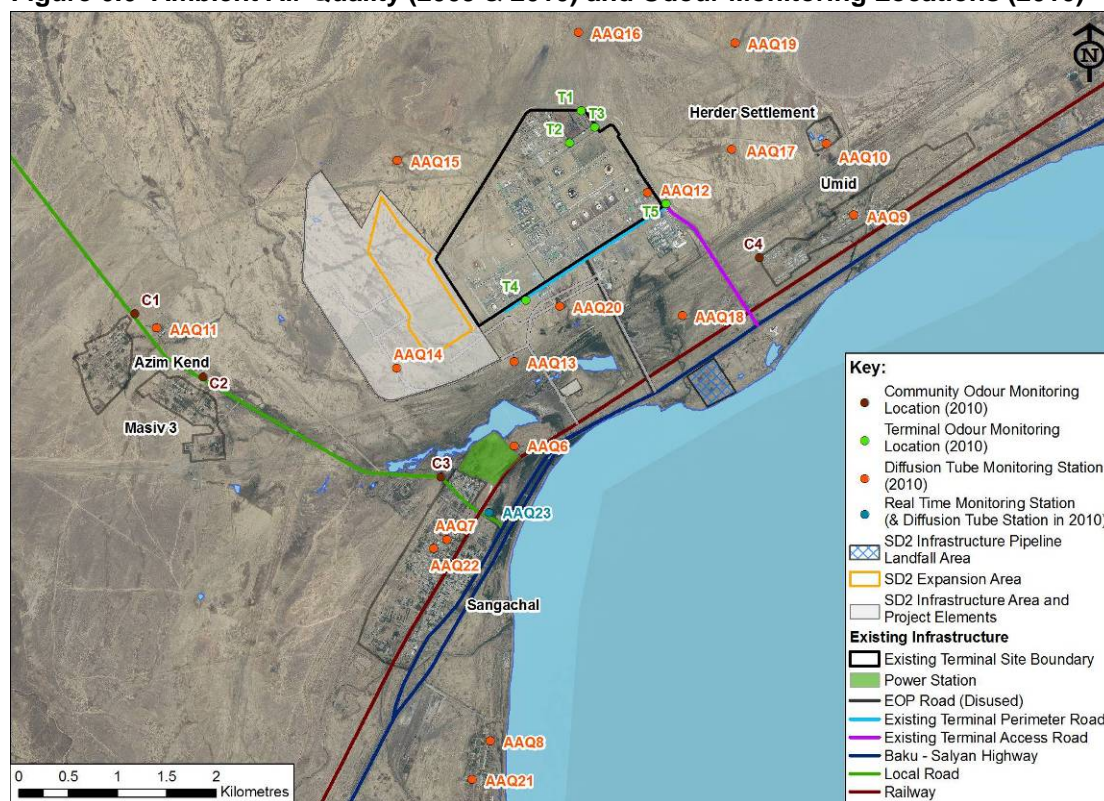 Figure 6.9 Ambient Air Quality (2008 & 2010) and Odour Monitoring Locations (2010)
AAQ16
AAQ19
N
T1
T3
Herder Settlement
T2
AAQ15
AAQ17
AAQ10
Umid
AAQ12
T5
AAQ9
C4
T4
C1
AAQ20
AAQ18
AAQ11
AAQ14
AAQ13
Azim Kend
C2
Masiv 3
AAQ6
C3
AAQ23
AAQ7
AAQ22
Sangachal
AAQ8
AAQ21
0 0.5 1 2
Kilometres
Key:
Community Odour Monitoring
Location (2010)
Terminal Odour Monitoring
Location (2010)
Diffusion Tube Monitoring Station
(2010)
Real Time Monitoring Station
(& Diffusion Tube Station in 2010)
SD2 Infrastructure Pipeline
Landfall Area
SD2 Expansion Area
SD2 Infrastructure Area and
Project Elements
Existing Infrastructure
Existing Terminal Site Boundary
Power Station
EOP Road (Disused)
Existing Terminal Perimeter Road
Existing Terminal Access Road
Baku - Salyan Highway
Local Road
Railway